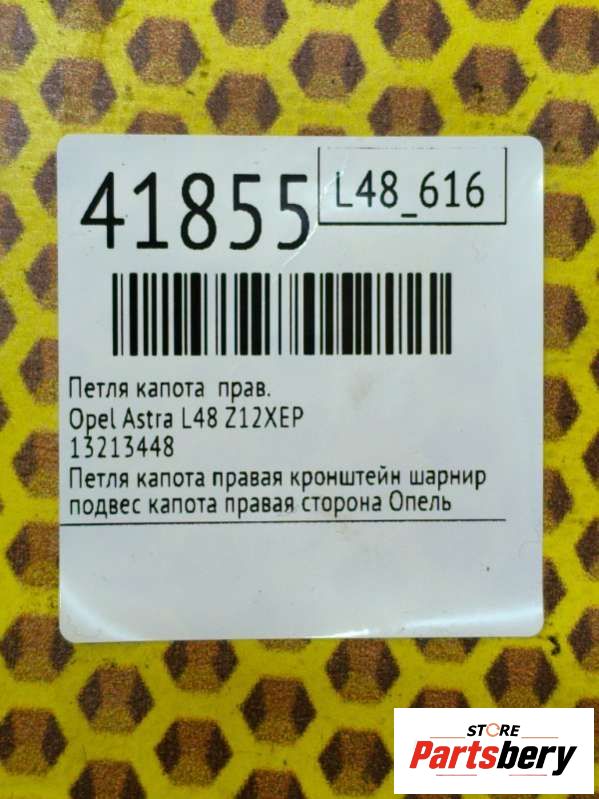 41855
L48_616
Петля капота прав.
Opel Astra L48 Z12XEP
13213448
Петля капота правая кронштейн шарнир
подвес капота правая сторона Опель
STORE
Partsbery